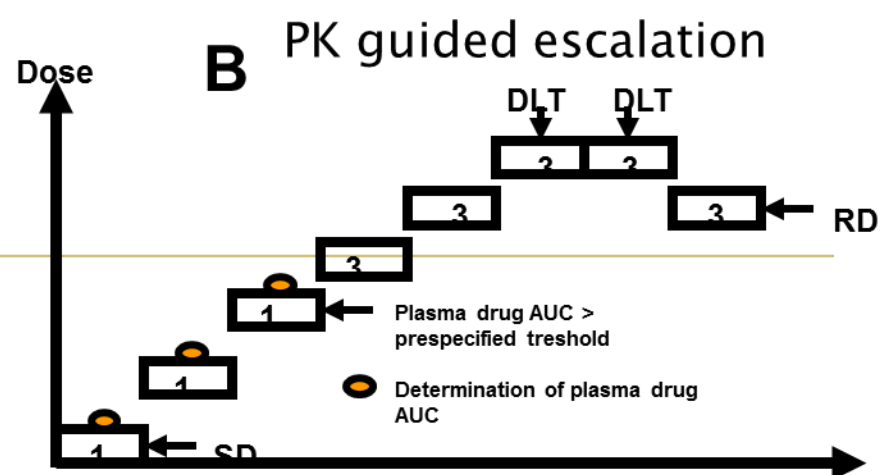 PK guided escalation
B
Dose
DLT DLT
3 3
3 3
RD
3
1
Plasma drug AUC >
prespecified treshold
1
Determination of plasma drug
AUC
1
SD